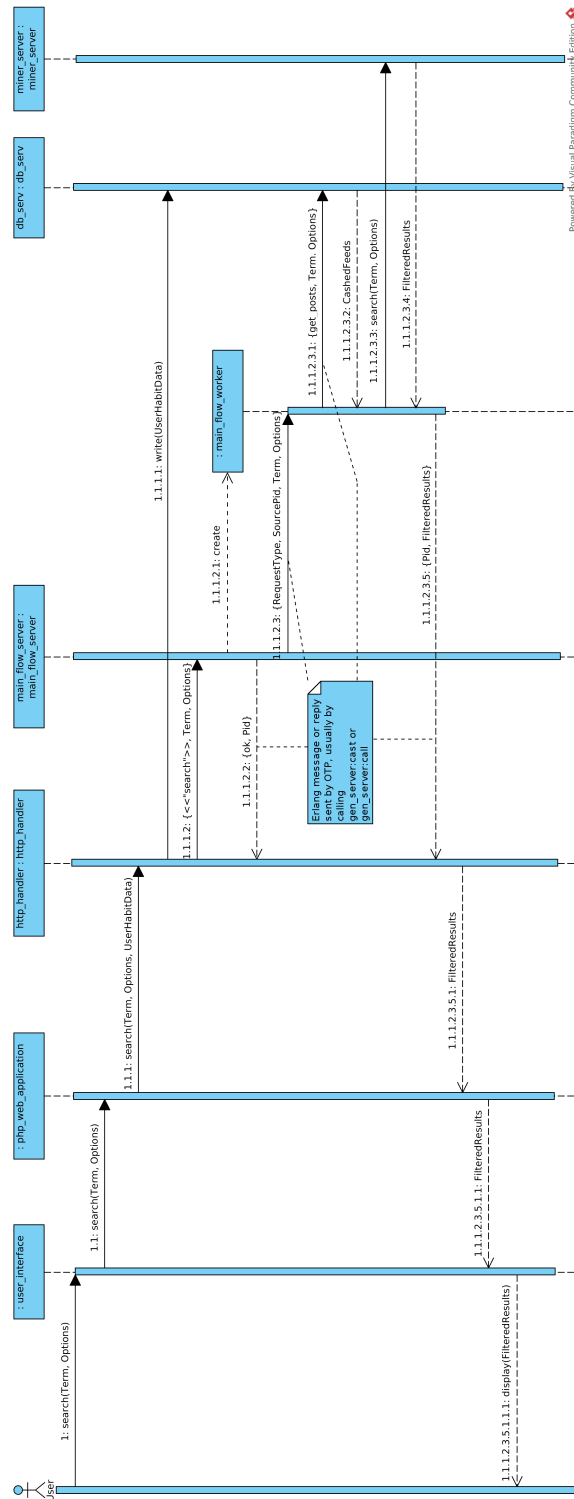 User
: user_interface
: php_web_application
http_handler : http_handler
main_flow_server :
main_flow_server
: main_flow_worker
db_serv : db_serv
miner_server :
miner_server
1: search(Term, Options)
1.1: search(Term, Options)
1.1.1: search(Term, Options, UserHabitData)
1.1.1.1: write(UserHabitData)
1.1.1.2: {<<"search">>, Term, Options}
1.1.1.2.1: create
1.1.1.2.2: {ok, Pid}
1.1.1.2.3: {RequestType, SourcePid, Term, Options}
1.1.1.2.3.1: {get_posts, Term. Options}
1.1.1.2.3.2: CashedFeeds
1.1.1.2.3.3: search(Term, Options)
1.1.1.2.3.4: FilteredResults
1.1.1.2.3.5: {Pid, FilteredResults}
1.1.1.2.3.5.1: FilteredResults
1.1.1.2.3.5.1.1: FilteredResults
1.1.1.2.3.5.1.1.1: display(FilteredResults)
Erlang message or reply
sent by OTP, usually by
calling
gen_server:cast or
gen_server:call
Powered By Visual Paradigm Community Edition